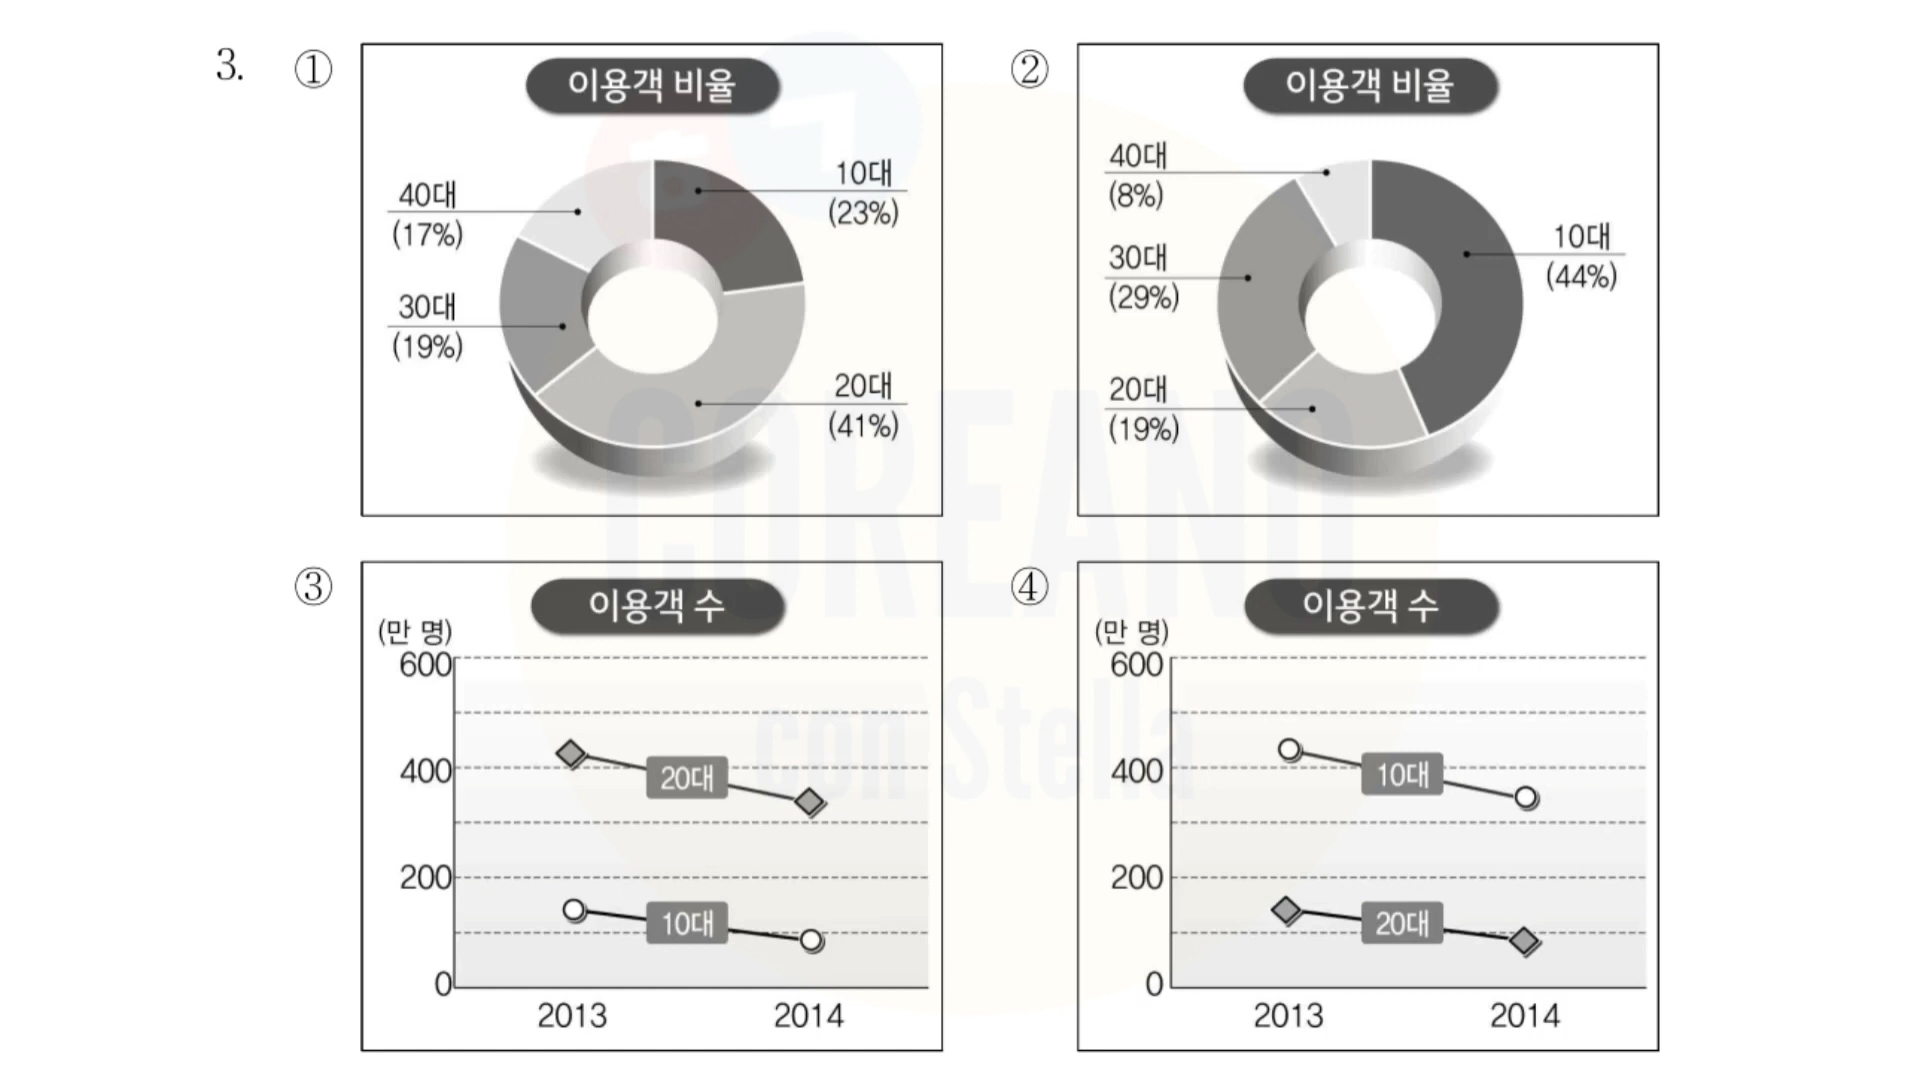 3.
①
이용객 비율
10대
(23%)
40대
(17%)
30대
(19%)
20대
(41%)
②
이용객 비율
40대
(8%)
10대
(44%)
30대
(29%)
20대
(19%)
③
이용객 수
(만 명)
600
400
200
0
20대
10대
2013 2014
④
이용객 수
(만 명)
600
400
200
0
10대
20대
2013 2014
COREANO
con Stella